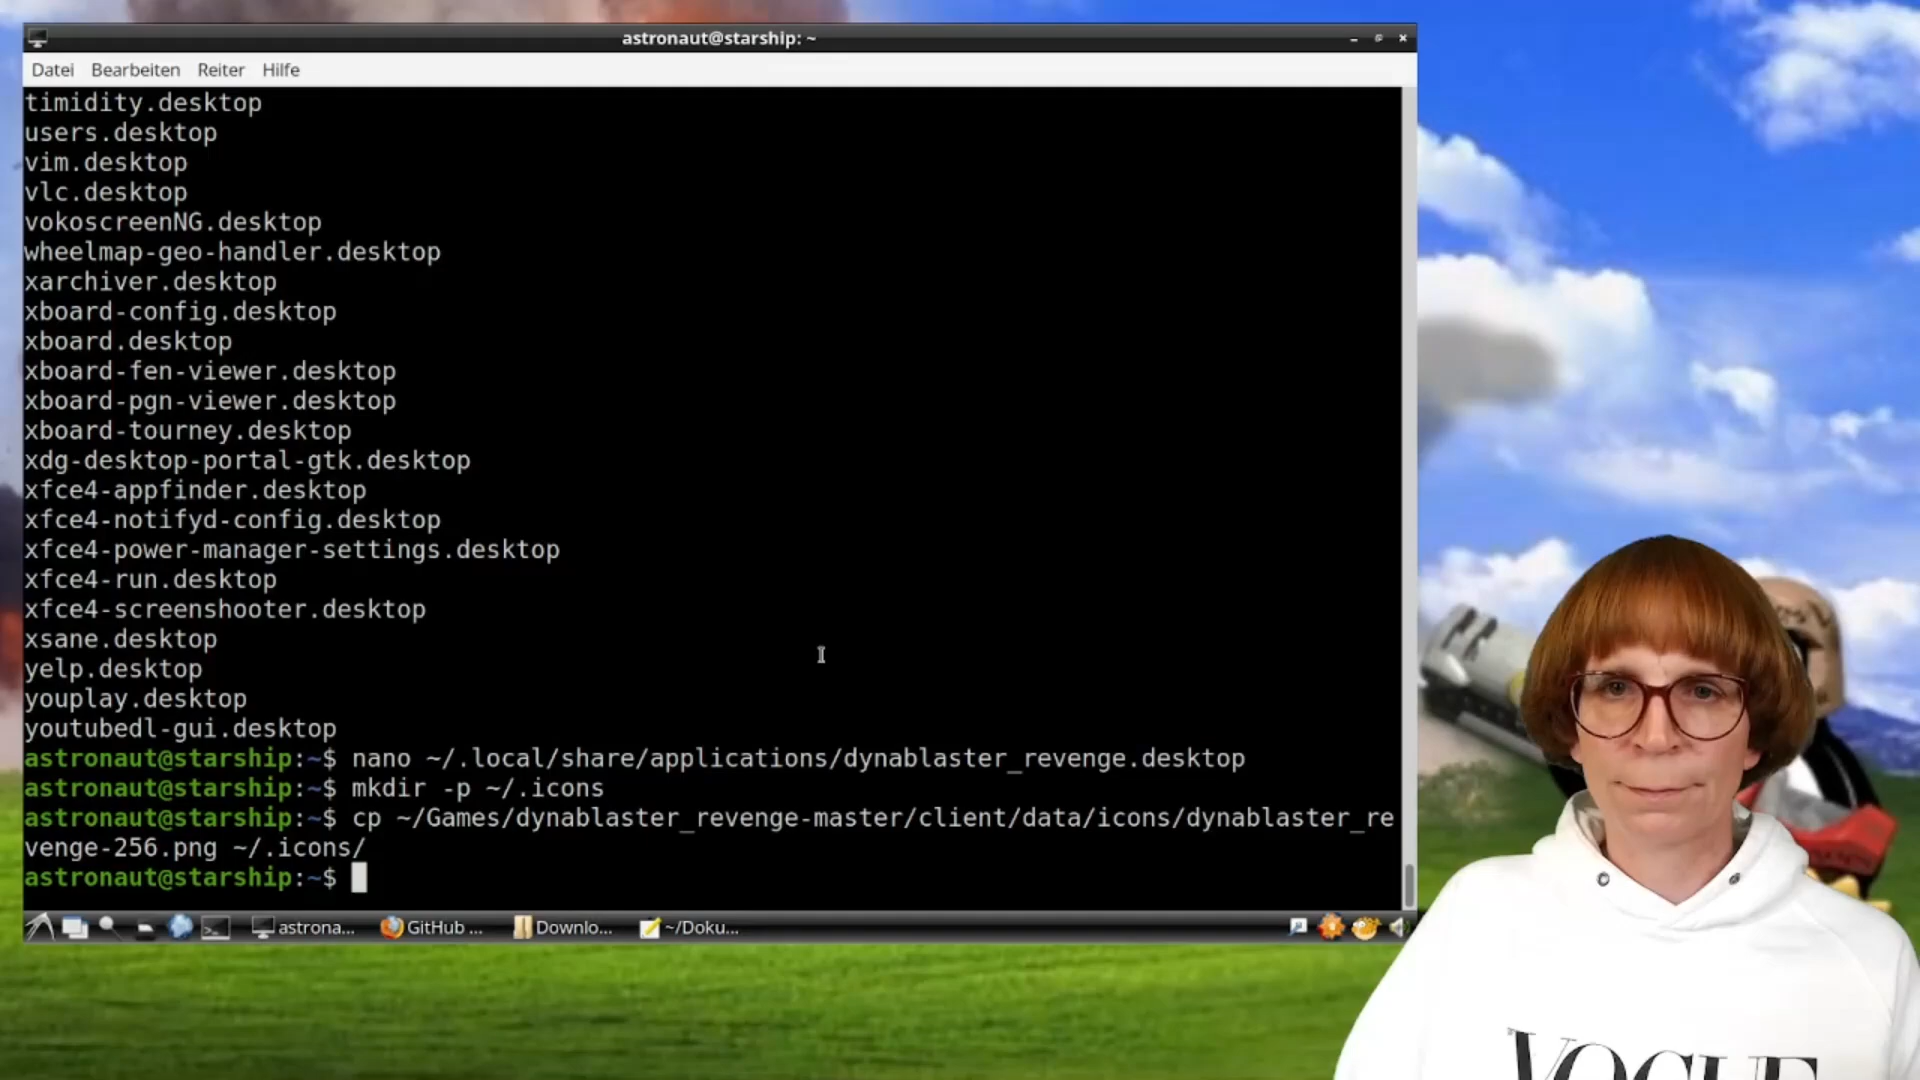 astronaut@starship: ~
Datei Bearbeiten Reiter Hilfe
timidity.desktop
users.desktop
vim.desktop
vlc.desktop
vokoscreenNG.desktop
wheelmap-geo-handler.desktop
xarchiver.desktop
xboard-config.desktop
xboard.desktop
xboard-fen-viewer.desktop
xboard-pgn-viewer.desktop
xboard-tourney.desktop
xdg-desktop-portal-gtk.desktop
xfce4-appfinder.desktop
xfce4-notifyd-config.desktop
xfce4-power-manager-settings.desktop
xfce4-run.desktop
xfce4-screenshooter.desktop
xsane.desktop
yelp.desktop
youplay.desktop
youtubedl-gui.desktop
astronaut@starship:~$ nano ~/.local/share/applications/dynablaster_revenge.desktop
astronaut@starship:~$ mkdir -p ~/.icons
astronaut@starship:~$ cp ~/Games/dynablaster_revenge-master/client/data/icons/dynablaster_re
venge-256.png ~/.icons/
astronaut@starship:~$
astrona... GitHub ... Downlo... ~/Doku...
VOGUE